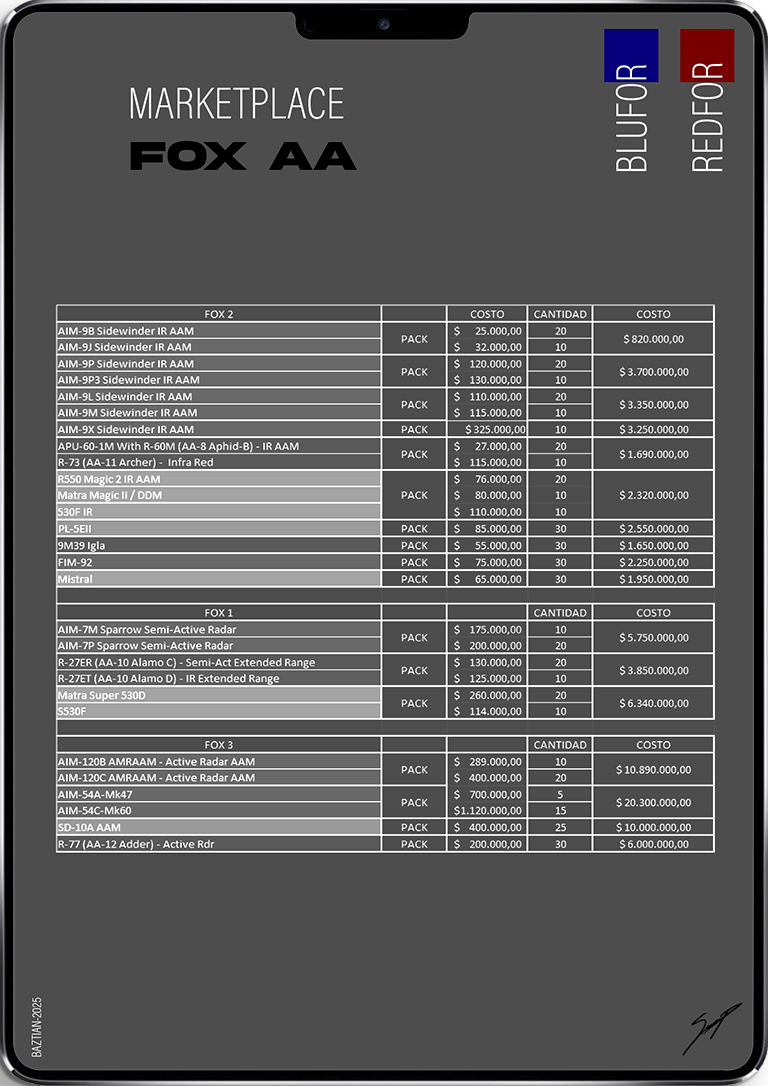 MARKETPLACE
FOX AA
BLUFOR
REDFOR
FOX 2 COSTO CANTIDAD COSTO
AIM-9B Sidewinder IR AAM PACK $ 25.000,00 20 $ 820.000,00
AIM-9J Sidewinder IR AAM $ 32.000,00 10
AIM-9P Sidewinder IR AAM PACK $ 120.000,00 20 $ 3.700.000,00
AIM-9P3 Sidewinder IR AAM $ 130.000,00 10
AIM-9L Sidewinder IR AAM PACK $ 110.000,00 20 $ 3.350.000,00
AIM-9M Sidewinder IR AAM $ 115.000,00 10
AIM-9X Sidewinder IR AAM PACK $ 325.000,00 10 $ 3.250.000,00
APU-60-1M With R-60M (AA-8 Aphid-B) - IR AAM PACK $ 27.000,00 20 $ 1.690.000,00
R-73 (AA-11 Archer) - Infra Red $ 115.000,00 10
R550 Magic 2 IR AAM PACK $ 76.000,00 20 $ 2.320.000,00
Matra Magic II / DDM $ 80.000,00 10
530F IR $ 110.000,00 10
PL-5EII PACK $ 85.000,00 30 $ 2.550.000,00
9M39 Igla PACK $ 55.000,00 30 $ 1.650.000,00
FIM-92 PACK $ 75.000,00 30 $ 2.250.000,00
Mistral PACK $ 65.000,00 30 $ 1.950.000,00
FOX 1 CANTIDAD COSTO
AIM-7M Sparrow Semi-Active Radar PACK $ 175.000,00 10 $ 5.750.000,00
AIM-7P Sparrow Semi-Active Radar $ 200.000,00 20
R-27ER (AA-10 Alamo C) - Semi-Act Extended Range PACK $ 130.000,00 20 $ 3.850.000,00
R-27ET (AA-10 Alamo D) - IR Extended Range $ 125.000,00 10
Matra Super 530D PACK $ 260.000,00 20 $ 6.340.000,00
S530F $ 114.000,00 10
FOX 3 CANTIDAD COSTO
AIM-120B AMRAAM - Active Radar AAM PACK $ 289.000,00 10 $ 10.890.000,00
AIM-120C AMRAAM - Active Radar AAM $ 400.000,00 20
AIM-54A-Mk47 PACK $ 700.000,00 5 $ 20.300.000,00
AIM-54C-Mk60 $1.120.000,00 15
SD-10A AAM PACK $ 400.000,00 25 $ 10.000.000,00
R-77 (AA-12 Adder) - Active Rdr PACK $ 200.000,00 30 $ 6.000.000,00
BAZTIAN-2025